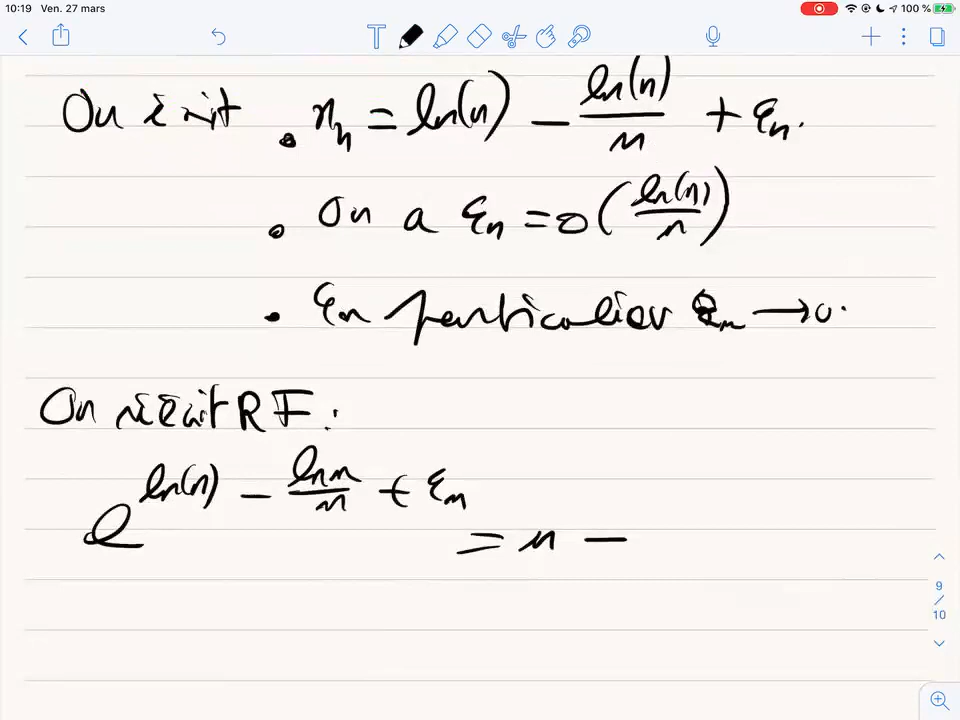 10:19 Ven. 27 mars 100 %
On écrit . xₙ = ln(n) − ln(n)/n + εₙ.
. On a εₙ = o(ln(n)/n)
. En particulier εₙ → 0.
On réécrit RF :
e^(ln(n) − ln n/n + εₙ) = n −
9
/
10